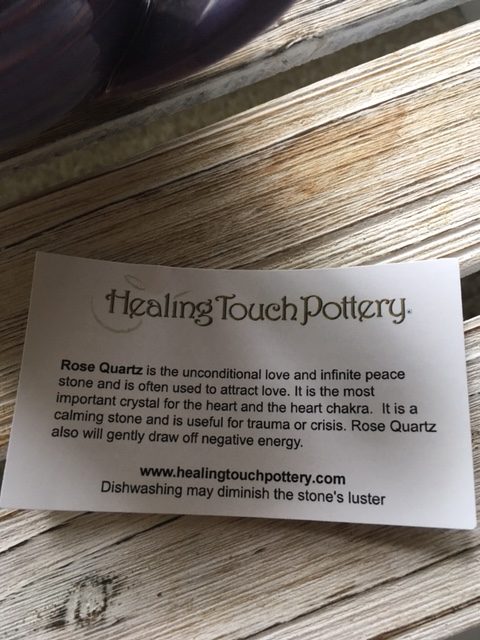 Healing Touch Pottery
Rose Quartz is the unconditional love and infinite peace
stone and is often used to attract love. It is the most
important crystal for the heart and the heart chakra. It is a
calming stone and is useful for trauma or crisis. Rose Quartz
also will gently draw off negative energy.
www.healingtouchpottery.com
Dishwashing may diminish the stone's luster